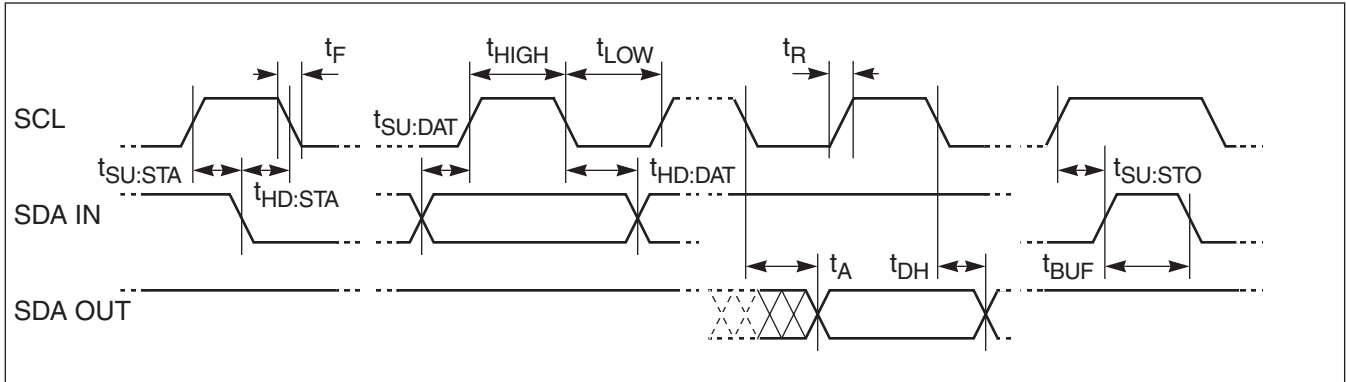 tF tHIGH tLOW tR
SCL
tSU:DAT
tSU:STA tHD:STA tHD:DAT tSU:STO
SDA IN
tA tDH tBUF
SDA OUT